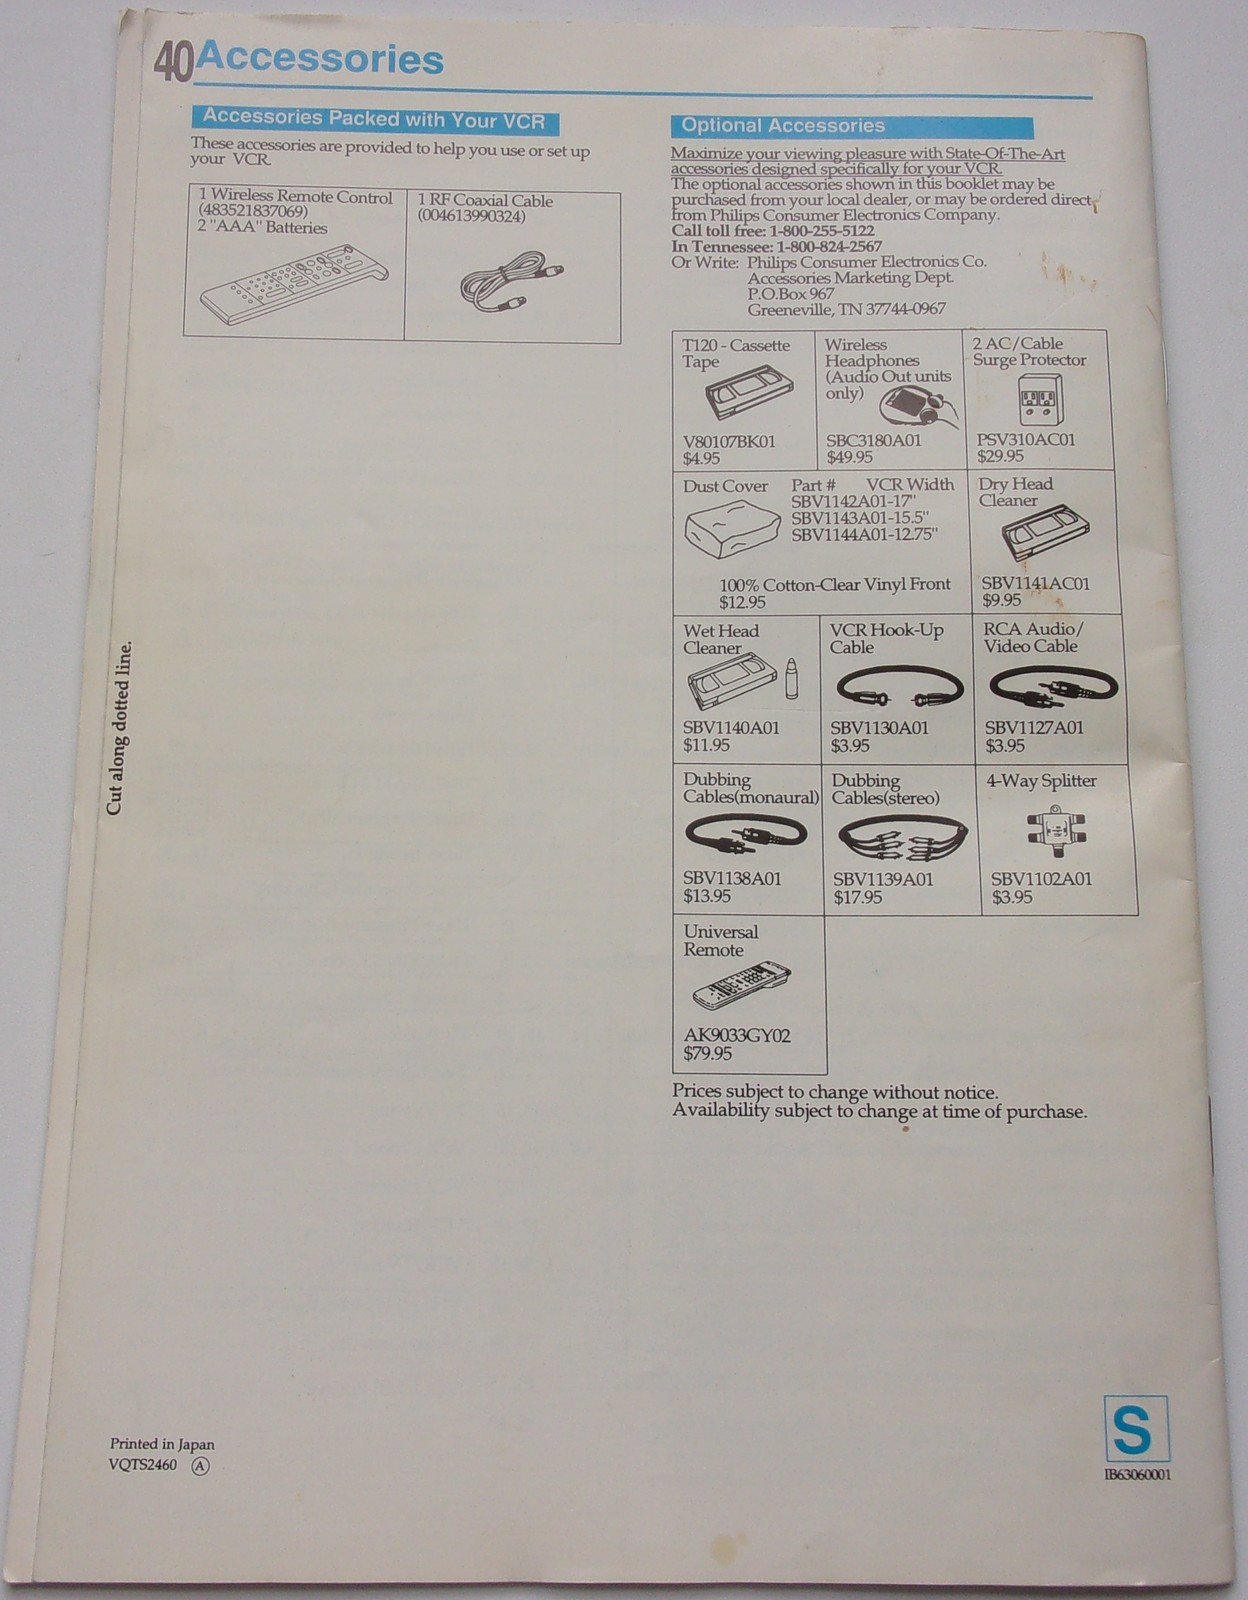 40 Accessories
Accessories Packed with Your VCR
These accessories are provided to help you use or set up
your VCR.
1 Wireless Remote Control
(483521837069)
2 "AAA" Batteries
1 RF Coaxial Cable
(004613990324)
Optional Accessories
Maximize your viewing pleasure with State-Of-The-Art
accessories designed specifically for your VCR.
The optional accessories shown in this booklet may be
purchased from your local dealer, or may be ordered direct
from Philips Consumer Electronics Company.
Call toll free: 1-800-255-5122
In Tennessee: 1-800-824-2567
Or Write: Philips Consumer Electronics Co.
Accessories Marketing Dept.
P.O.Box 967
Greeneville, TN 37744-0967
T120 - Cassette
Tape
V80107BK01
$4.95
Wireless
Headphones
(Audio Out units
only)
SBC3180A01
$49.95
2 AC/Cable
Surge Protector
PSV310AC01
$29.95
Dust Cover
Part # VCR Width
SBV1142A01-17"
SBV1143A01-15.5"
SBV1144A01-12.75"
100% Cotton-Clear Vinyl Front
$12.95
Dry Head
Cleaner
SBV1141AC01
$9.95
Wet Head
Cleaner
SBV1140A01
$11.95
VCR Hook-Up
Cable
SBV1130A01
$3.95
RCA Audio/
Video Cable
SBV1127A01
$3.95
Dubbing
Cables(monaural)
SBV1138A01
$13.95
Dubbing
Cables(stereo)
SBV1139A01
$17.95
4-Way Splitter
SBV1102A01
$3.95
Universal
Remote
AK9033GY02
$79.95
Prices subject to change without notice.
Availability subject to change at time of purchase.
Cut along dotted line.
Printed in Japan
VQTS2460 A
S
IB63060001